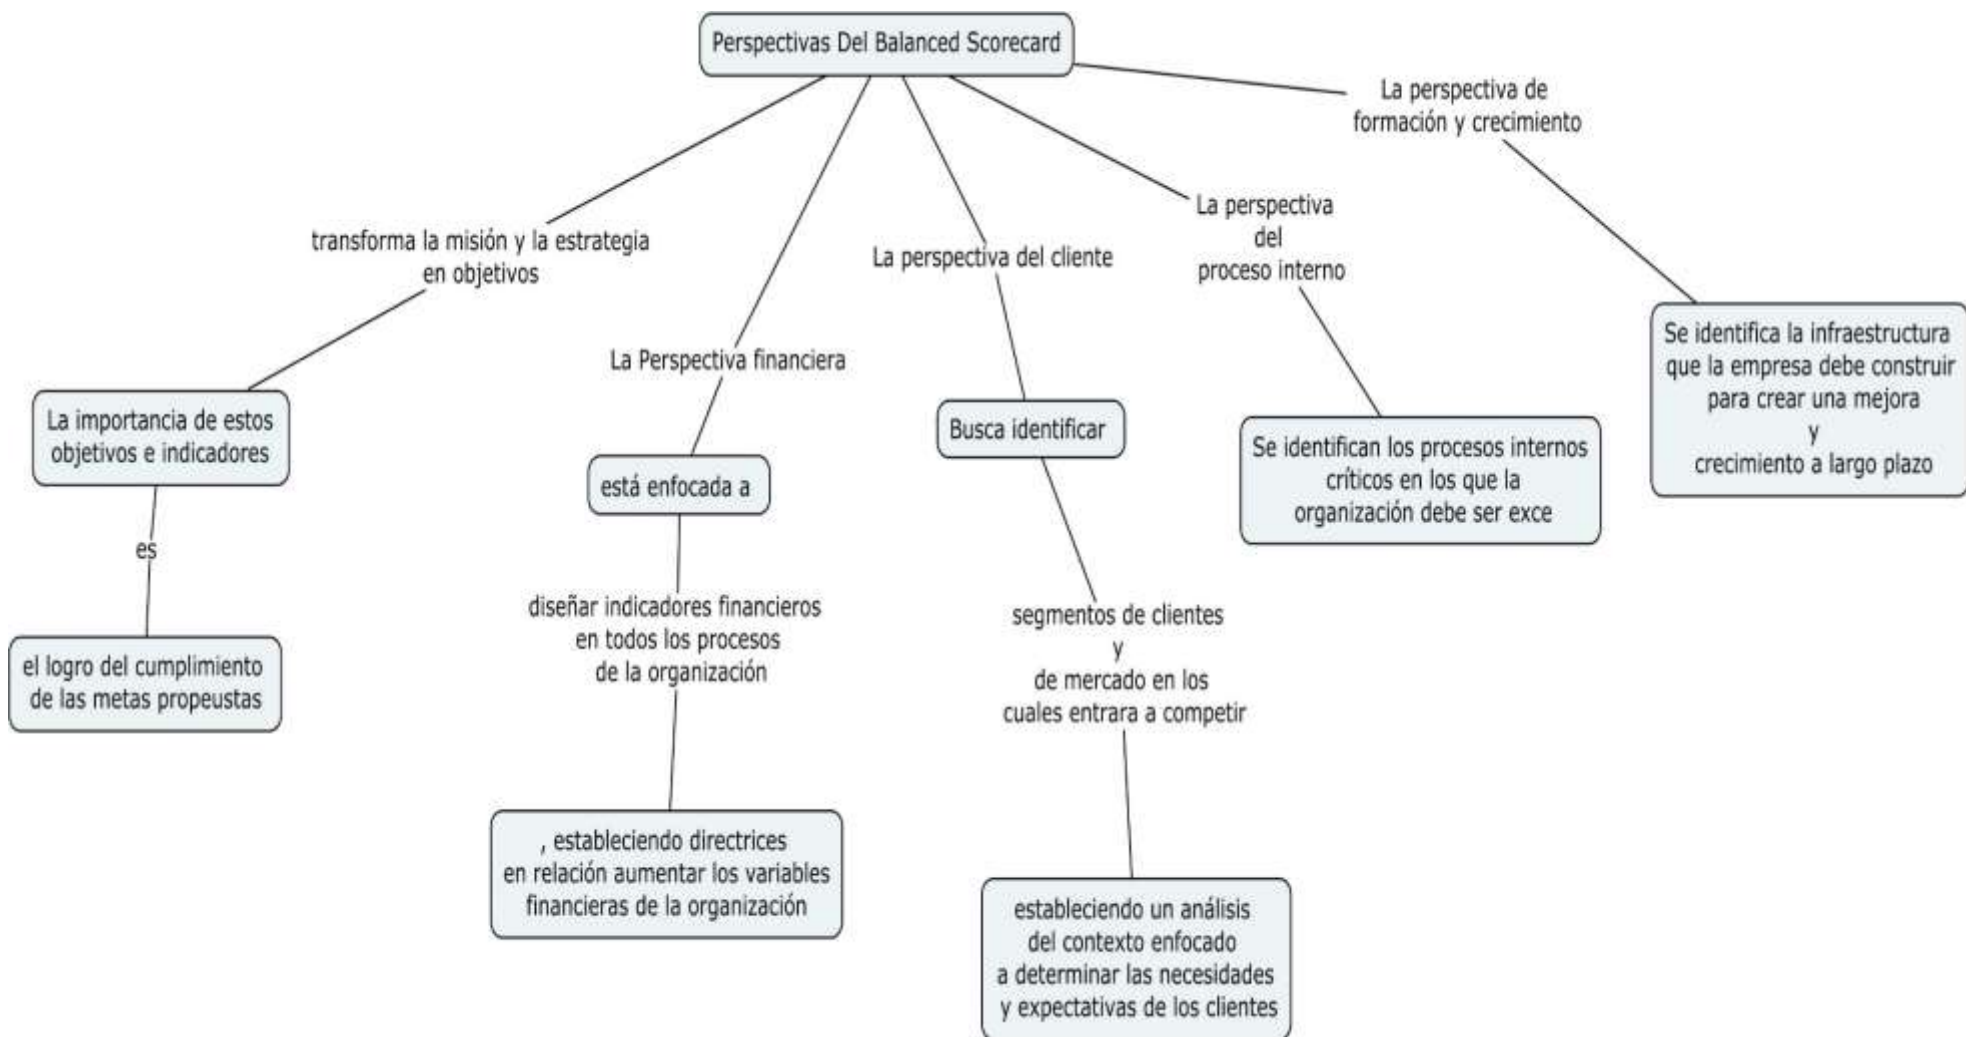 Perspectivas Del Balanced Scorecard
transforma la misión y la estrategia
en objetivos
La importancia de estos
objetivos e indicadores
es
el logro del cumplimiento
de las metas propeustas
La Perspectiva financiera
está enfocada a
diseñar indicadores financieros
en todos los procesos
de la organización
, estableciendo directrices
en relación aumentar los variables
financieras de la organización
La perspectiva del cliente
Busca identificar
segmentos de clientes
y
de mercado en los
cuales entrara a competir
estableciendo un análisis
del contexto enfocado
a determinar las necesidades
y expectativas de los clientes
La perspectiva
del
proceso interno
Se identifican los procesos internos
críticos en los que la
organización debe ser exce
La perspectiva de
formación y crecimiento
Se identifica la infraestructura
que la empresa debe construir
para crear una mejora
y
crecimiento a largo plazo